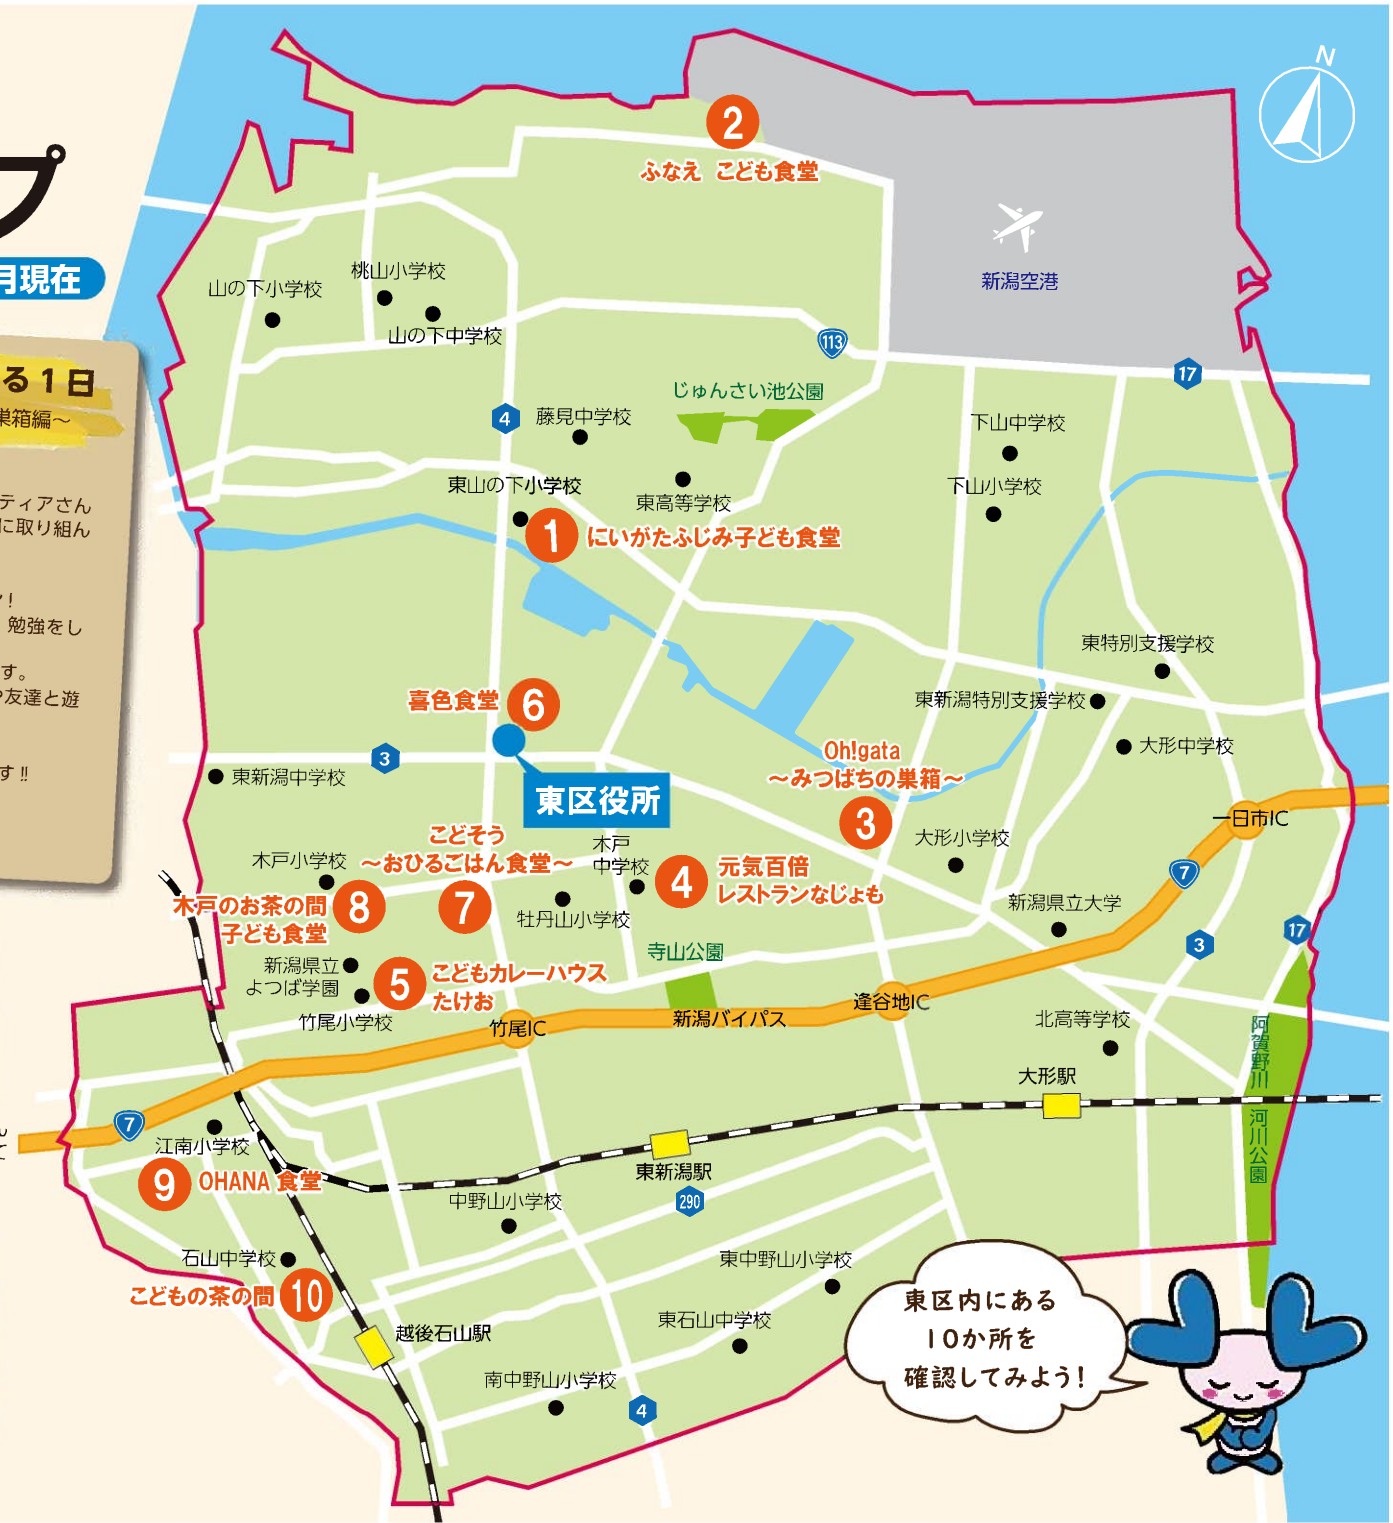 プ
月現在
る1日
巣箱編～
ティアさん
に取り組ん
勉強をし
す。
友達と遊
す!!
N
2
ふなえ こども食堂
新潟空港
桃山小学校
山の下小学校
山の下中学校
113
17
じゅんさい池公園
4
藤見中学校
下山中学校
東山の下小学校
東高等学校
下山小学校
1
にいがたふじみ子ども食堂
東特別支援学校
喜色食堂
6
東新潟特別支援学校
大形中学校
3
東新潟中学校
東区役所
Oh!gata
～みつばちの巣箱～
3
一日市IC
こどそう
～おひるごはん食堂～
7
木戸
中学校
大形小学校
木戸小学校
4
元気百倍
レストランなじょも
7
木戸のお茶の間
子ども食堂
8
牡丹山小学校
新潟県立大学
17
3
寺山公園
新潟県立
よつば学園
5
こどもカレーハウス
たけお
竹尾小学校
竹尾IC
新潟バイパス
逢谷地IC
北高等学校
阿賀野川 河川公園
大形駅
7
江南小学校
9
OHANA 食堂
東新潟駅
290
中野山小学校
石山中学校
東中野山小学校
こどもの茶の間
10
越後石山駅
東石山中学校
南中野山小学校
4
東区内にある
10か所を
確認してみよう!